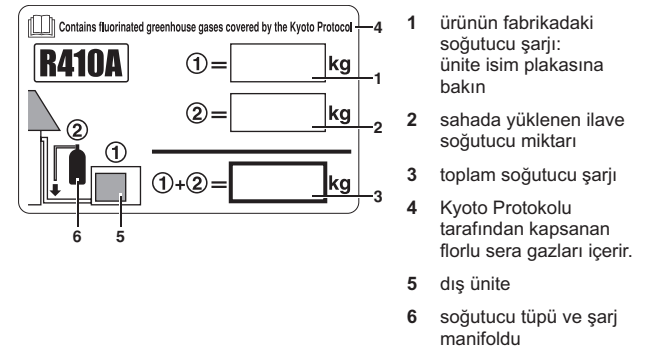 Contains fluorinated greenhouse gases covered by the Kyoto Protocol 4
R410A
① = kg
1
② = kg
2
②
①
①+② = kg
3
6 5
1 ürünün fabrikadaki
soğutucu şarjı:
ünite isim plakasına
bakın
2 sahada yüklenen ilave
soğutucu miktarı
3 toplam soğutucu şarjı
4 Kyoto Protokolu
tarafından kapsanan
florlu sera gazları içerir.
5 dış ünite
6 soğutucu tüpü ve şarj
manifoldu